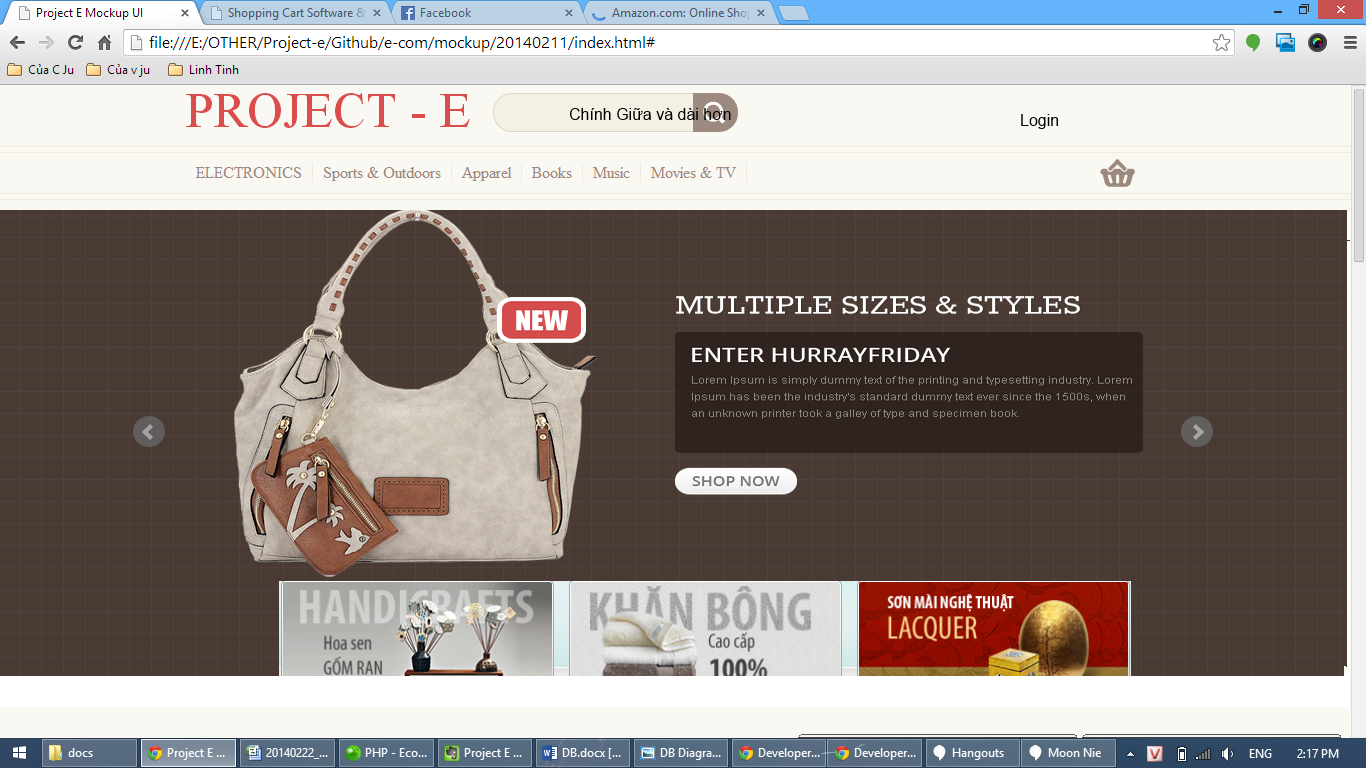 Project E Mockup UI
Shopping Cart Software &
Facebook
Amazon.com: Online Shop
file:///E:/OTHER/Project-e/Github/e-com/mockup/20140211/index.html#
Của C Ju
Của v ju
Linh Tinh
PROJECT - E
Chính Giữa và dài hơn
Login
ELECTRONICS
Sports & Outdoors
Apparel
Books
Music
Movies & TV
NEW
MULTIPLE SIZES & STYLES
ENTER HURRAYFRIDAY
Lorem Ipsum is simply dummy text of the printing and typesetting industry. Lorem
Ipsum has been the industry's standard dummy text ever since the 1500s, when
an unknown printer took a galley of type and specimen book.
SHOP NOW
HANDICRAFTS
Hoa sen
GỐM RAN
KHĂN BÔNG
Cao cấp
100%
SƠN MÀI NGHỆ THUẬT
LACQUER
docs
Project E ...
20140222_...
PHP - Eco...
Project E ...
DB.docx [...
DB Diagra...
Developer...
Developer...
Hangouts
Moon Nie
V
ENG
2:17 PM